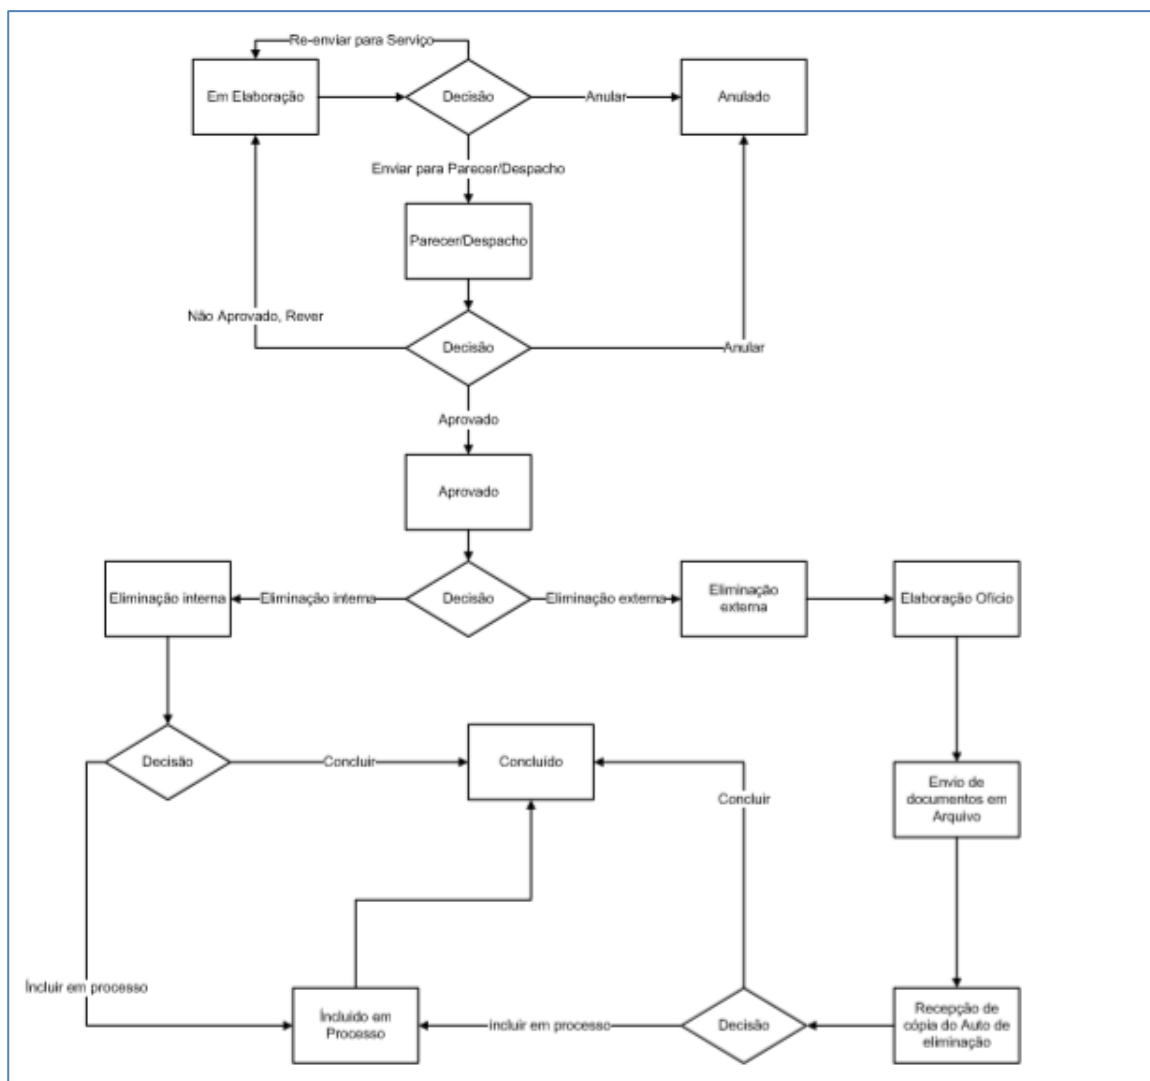 Re-enviar para Serviço
Em Elaboração
Decisão
Anular
Anulado
Enviar para Parecer/Despacho
Parecer/Despacho
Não Aprovado, Rever
Decisão
Anular
Aprovado
Aprovado
Eliminação interna
Eliminação interna
Decisão
Eliminação externa
Eliminação
externa
Elaboração Ofício
Decisão
Concluir
Concluído
Concluir
Envio de
documentos em
Arquivo
Íncluir em processo
Íncluído em
Processo
Incluir em processo
Decisão
Recepção de
cópia do Auto de
eliminação